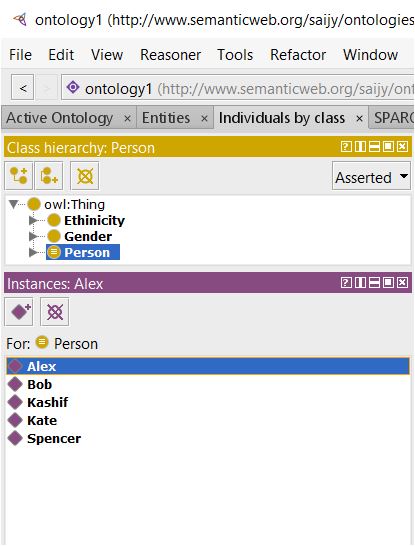 ontology1 (http://www.semanticweb.org/saijy/ontologies
File Edit View Reasoner Tools Refactor Window
< > ontology1 (http://www.semanticweb.org/saijy/ont
Active Ontology × Entities × Individuals by class × SPARQ
Class hierarchy: Person
Asserted
owl:Thing
Ethinicity
Gender
Person
Instances: Alex
For: Person
Alex
Bob
Kashif
Kate
Spencer